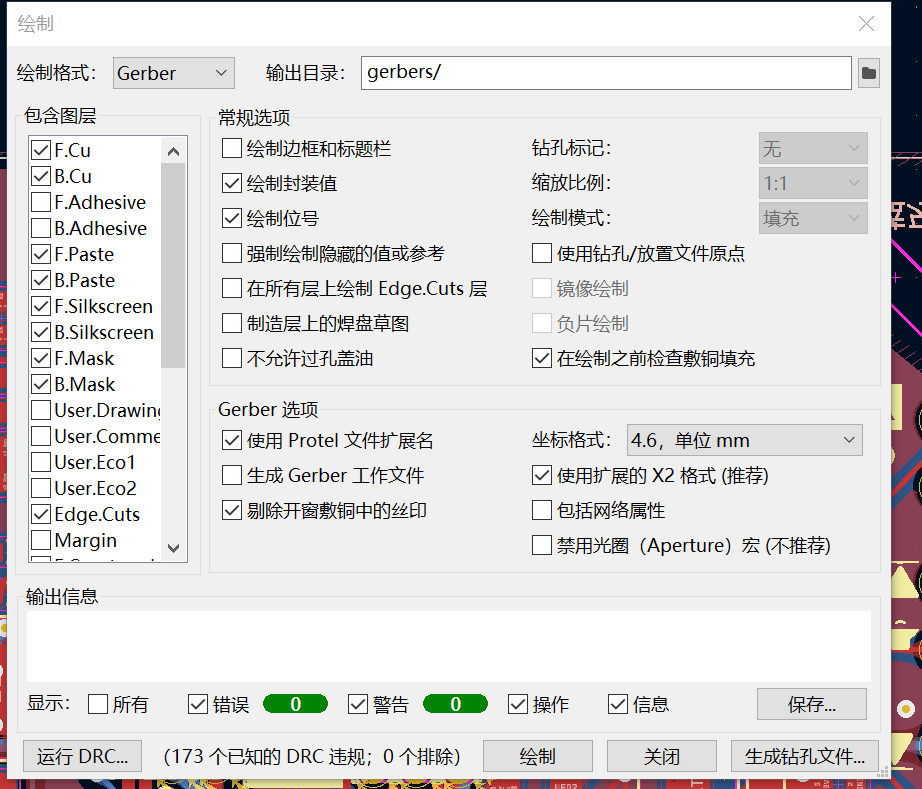 绘制
绘制格式： Gerber 输出目录： gerbers/
包含图层
F.Cu
B.Cu
F.Adhesive
B.Adhesive
F.Paste
B.Paste
F.Silkscreen
B.Silkscreen
F.Mask
B.Mask
User.Drawing
User.Comme
User.Eco1
User.Eco2
Edge.Cuts
Margin
常规选项
绘制边框和标题栏 钻孔标记： 无
绘制封装值 缩放比例： 1:1
绘制位号 绘制模式： 填充
强制绘制隐藏的值或参考 使用钻孔/放置文件原点
在所有层上绘制 Edge.Cuts 层 镜像绘制
制造层上的焊盘草图 负片绘制
不允许过孔盖油 在绘制之前检查敷铜填充
Gerber 选项
使用 Protel 文件扩展名 坐标格式： 4.6，单位 mm
生成 Gerber 工作文件 使用扩展的 X2 格式 (推荐)
剔除开窗敷铜中的丝印 包括网络属性
禁用光圈（Aperture）宏 (不推荐)
输出信息
显示： 所有 错误 0 警告 0 操作 信息 保存...
运行 DRC... (173 个已知的 DRC 违规；0 个排除) 绘制 关闭 生成钻孔文件...